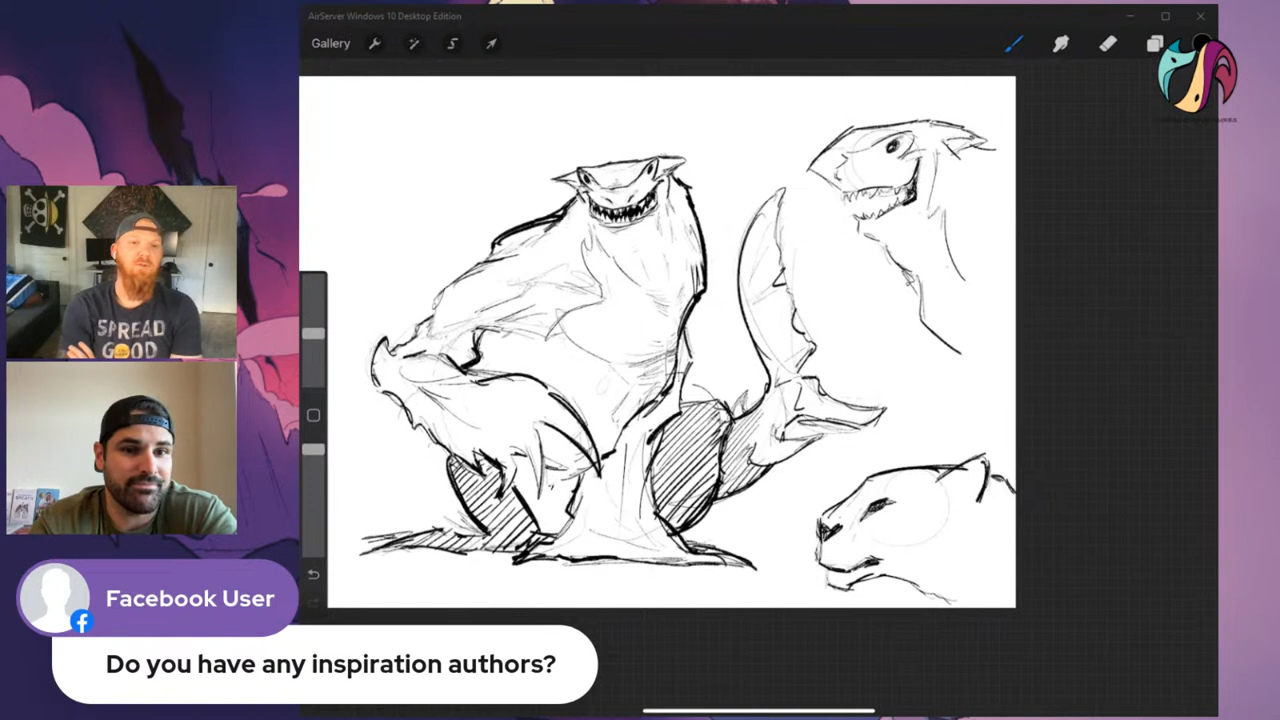 AirServer Windows 10 Desktop Edition
Gallery
SPREAD
GOOD
Facebook User
Do you have any inspiration authors?